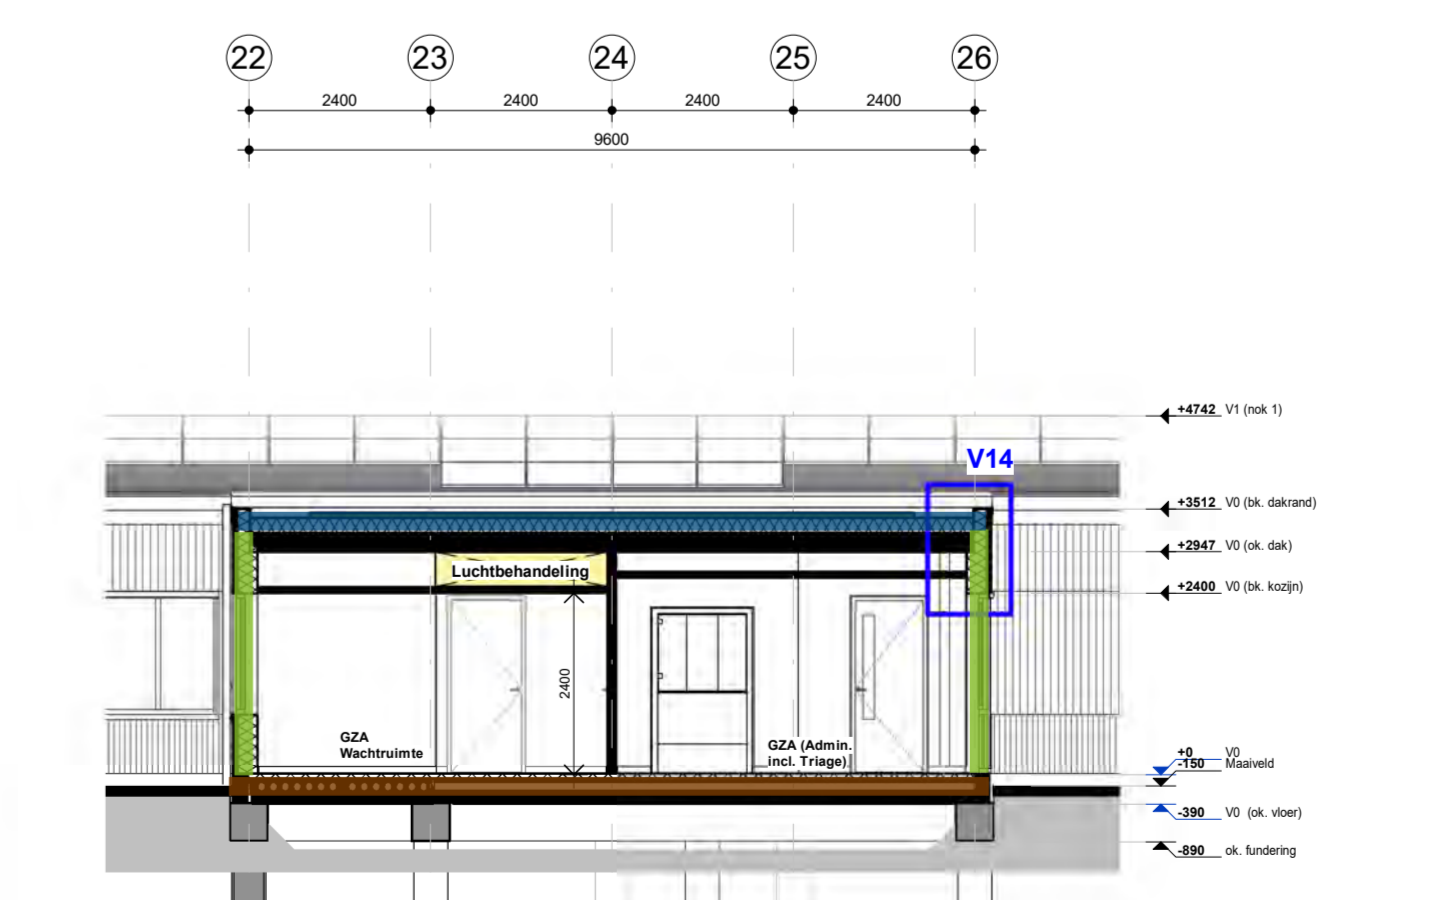 22 23 24 25 26
2400 2400 2400 2400
9600
+4742 V1 (nok 1)
V14
+3512 V0 (bk. dakrand)
+2947 V0 (ok. dak)
Luchtbehandeling
+2400 V0 (bk. kozijn)
2400
GZA
Wachtruimte
GZA (Admin.
incl. Triage)
+0 V0
-150 Maaiveld
-390 V0 (ok. vloer)
-890 ok. fundering